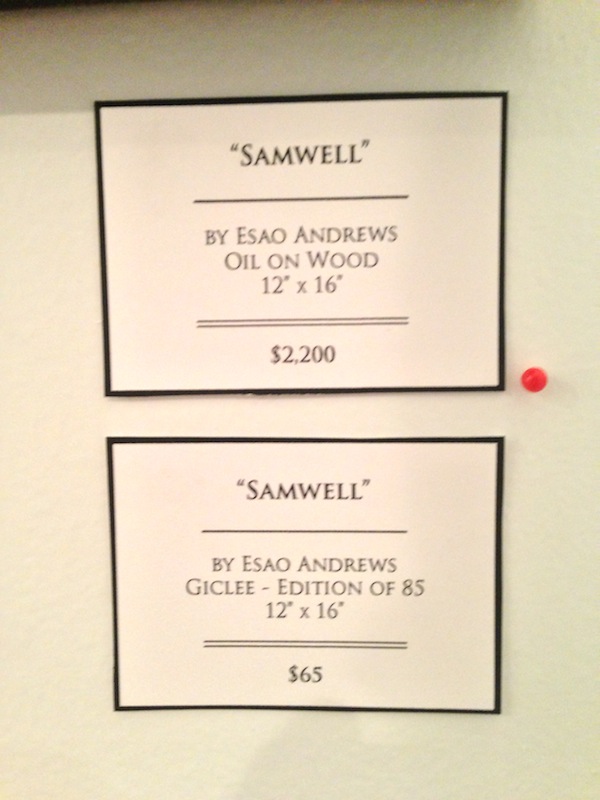 “SAMWELL”
BY ESAO ANDREWS
OIL ON WOOD
12" x 16"
$2,200
“SAMWELL”
BY ESAO ANDREWS
GICLEE - EDITION OF 85
12" x 16"
$65